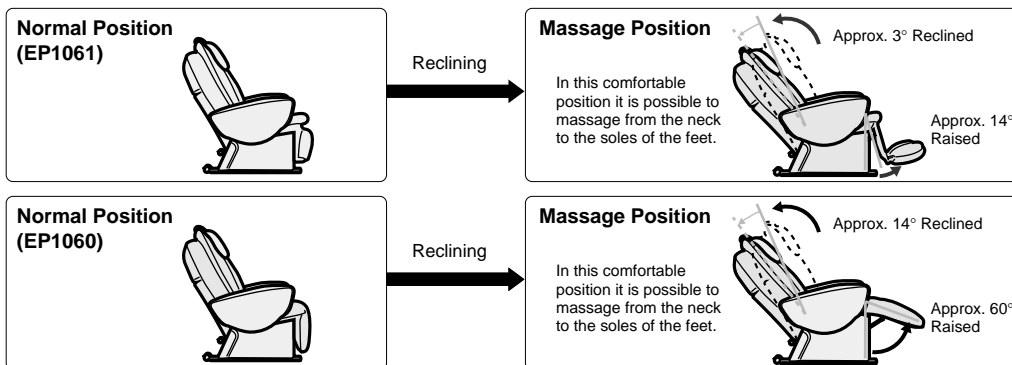 Normal Position
(EP1061)
Reclining
Massage Position
In this comfortable
position it is possible to
massage from the neck
to the soles of the feet.
Approx. 3° Reclined
Approx. 14°
Raised
Normal Position
(EP1060)
Reclining
Massage Position
In this comfortable
position it is possible to
massage from the neck
to the soles of the feet.
Approx. 14° Reclined
Approx. 60°
Raised